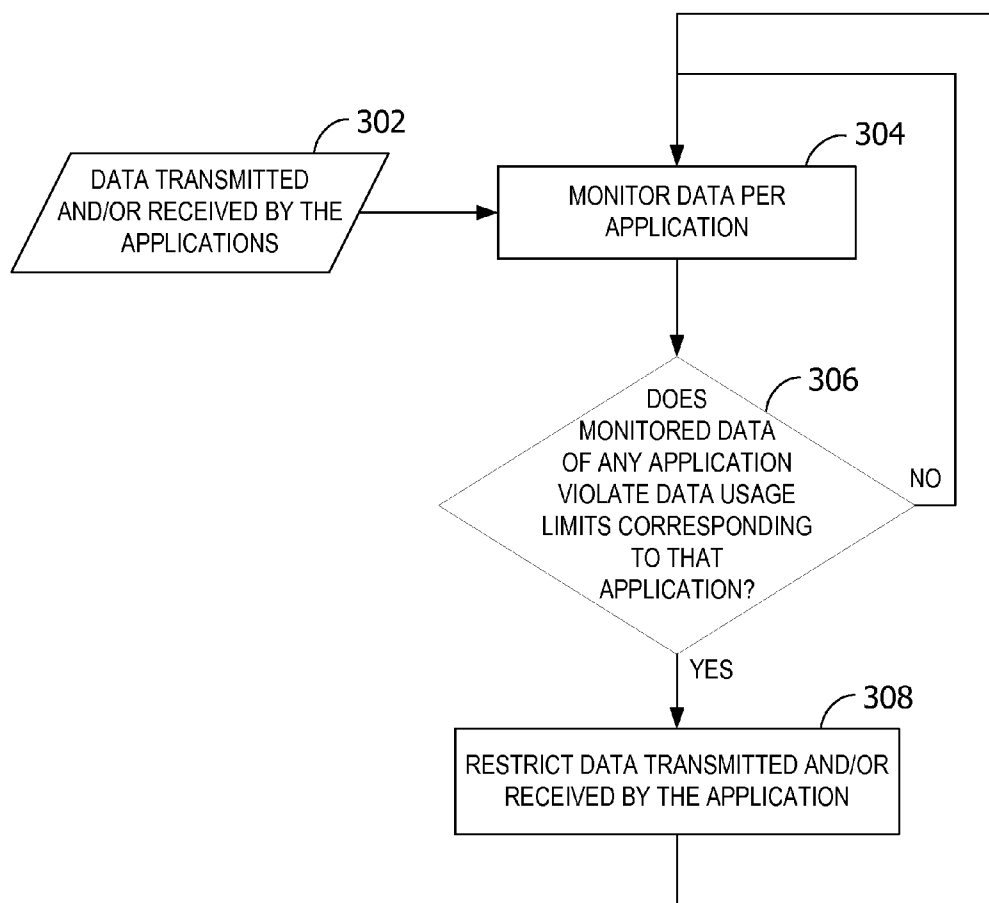 302
DATA TRANSMITTED
AND/OR RECEIVED BY THE
APPLICATIONS
304
MONITOR DATA PER
APPLICATION
306
DOES
MONITORED DATA
OF ANY APPLICATION
VIOLATE DATA USAGE
LIMITS CORRESPONDING
TO THAT
APPLICATION?
NO
YES
308
RESTRICT DATA TRANSMITTED AND/OR
RECEIVED BY THE APPLICATION